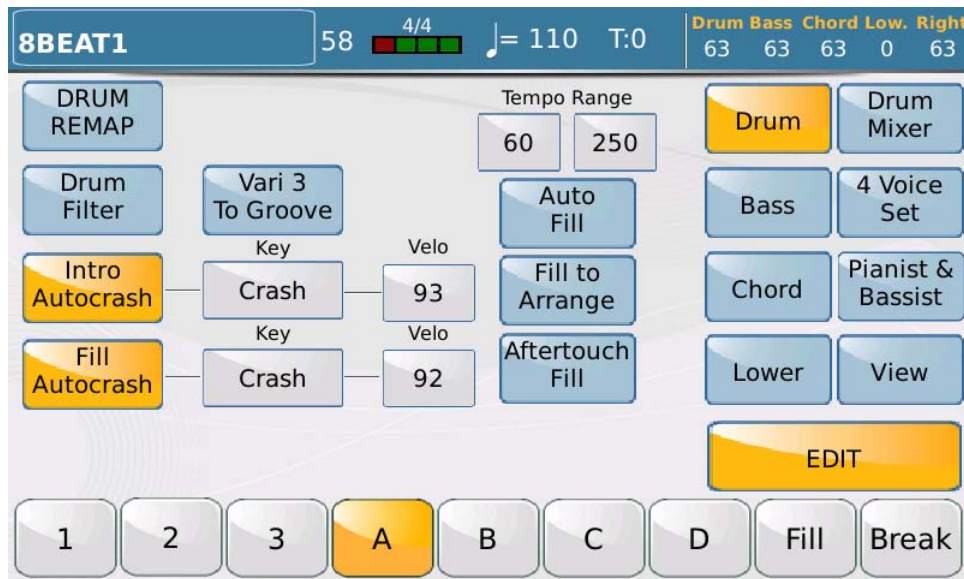 8BEAT1
58
4/4
= 110
T:0
Drum Bass Chord Low. Right
63 63 63 0 63
DRUM
REMAP
Tempo Range
60 250
Drum
Drum
Mixer
Drum
Filter
Vari 3
To Groove
Auto
Fill
Bass
4 Voice
Set
Key
Velo
Intro
Autocrash
Crash
93
Fill to
Arrange
Chord
Pianist &
Bassist
Key
Velo
Fill
Autocrash
Crash
92
Aftertouch
Fill
Lower
View
EDIT
1 2 3 A B C D Fill Break